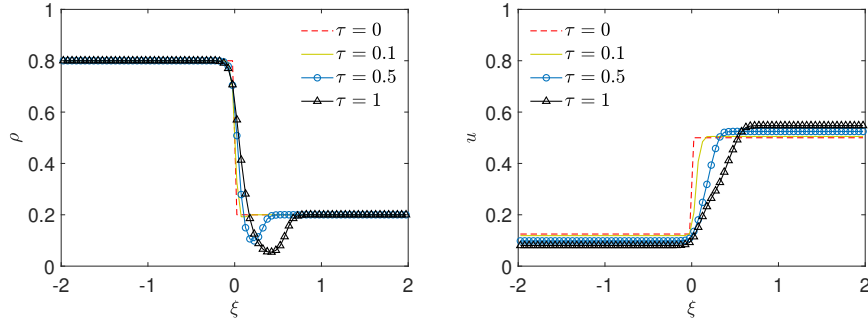 1
0.8
0.6
0.4
0.2
0
ρ
-2 -1 0 1 2
ξ
τ = 0
τ = 0.1
τ = 0.5
τ = 1
1
0.8
0.6
0.4
0.2
0
u
-2 -1 0 1 2
ξ
τ = 0
τ = 0.1
τ = 0.5
τ = 1